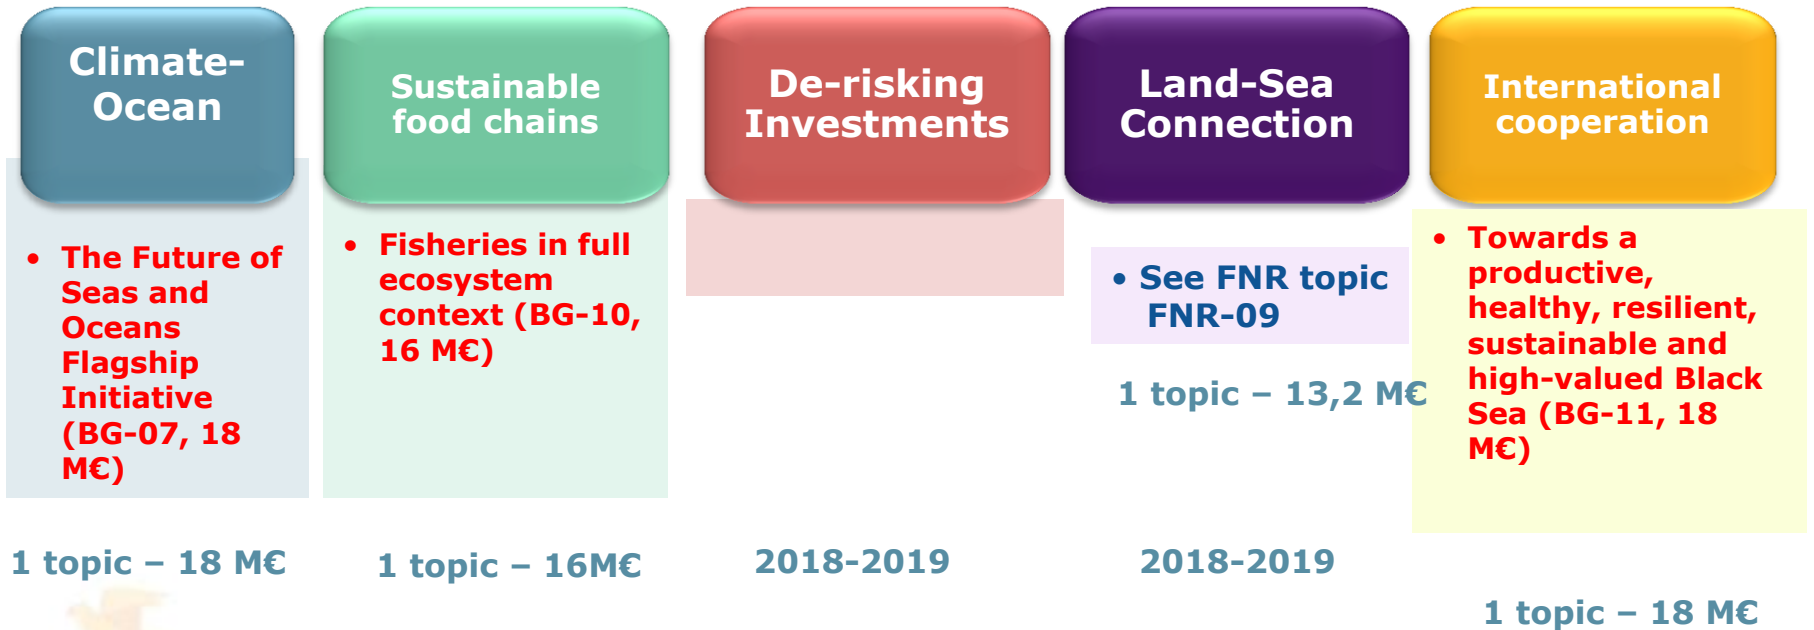 Climate-
Ocean
• The Future of
Seas and
Oceans
Flagship
Initiative
(BG-07, 18
M€)
1 topic – 18 M€
Sustainable
food chains
• Fisheries in full
ecosystem
context (BG-10,
16 M€)
1 topic – 16M€
De-risking
Investments
2018-2019
Land-Sea
Connection
• See FNR topic
FNR-09
1 topic – 13,2 M€
2018-2019
International
cooperation
• Towards a
productive,
healthy, resilient,
sustainable and
high-valued Black
Sea (BG-11, 18
M€)
1 topic – 18 M€